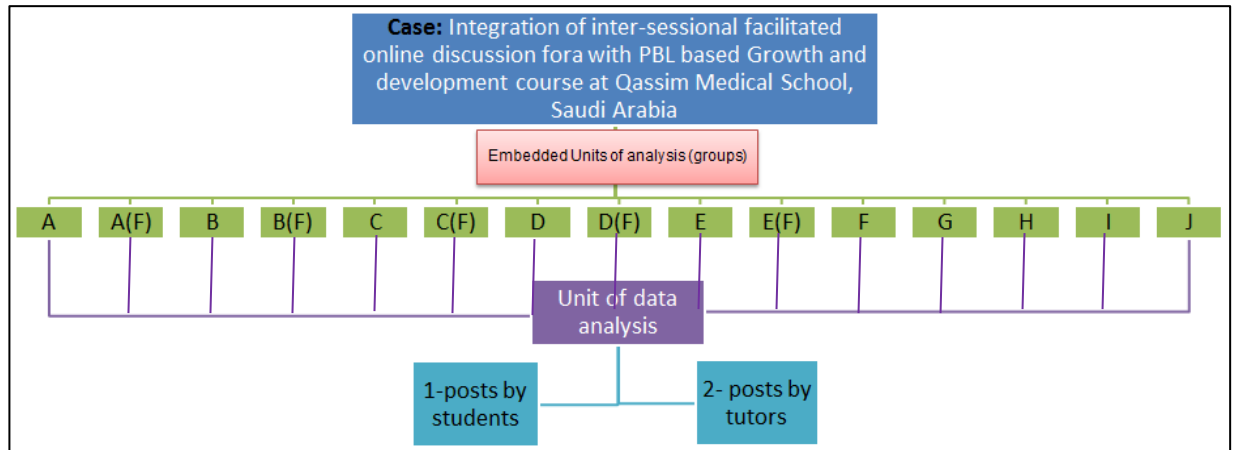 Case: Integration of inter-sessional facilitated
online discussion fora with PBL based Growth and
development course at Qassim Medical School,
Saudi Arabia
Embedded Units of analysis (groups)
A A(F) B B(F) C C(F) D D(F) E E(F) F G H I J
Unit of data
analysis
1-posts by
students
2- posts by
tutors